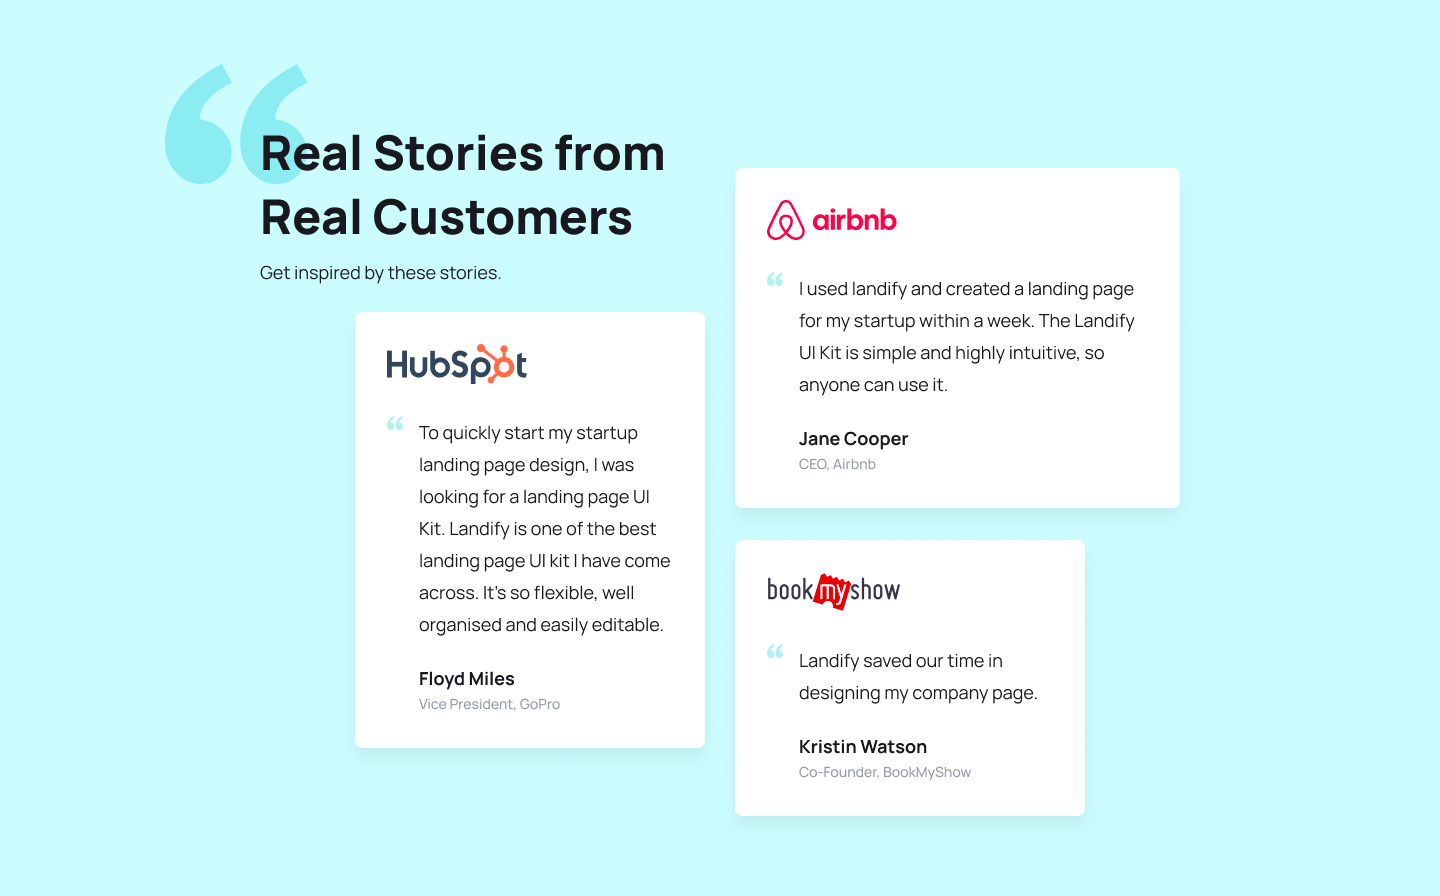 Real Stories from
Real Customers
Get inspired by these stories.
HubSpot
“
To quickly start my startup
landing page design, I was
looking for a landing page UI
Kit. Landify is one of the best
landing page UI kit I have come
across. It’s so flexible, well
organised and easily editable.
Floyd Miles
Vice President, GoPro
airbnb
“
I used landify and created a landing page
for my startup within a week. The Landify
UI Kit is simple and highly intuitive, so
anyone can use it.
Jane Cooper
CEO, Airbnb
bookmyshow
“
Landify saved our time in
designing my company page.
Kristin Watson
Co-Founder, BookMyShow